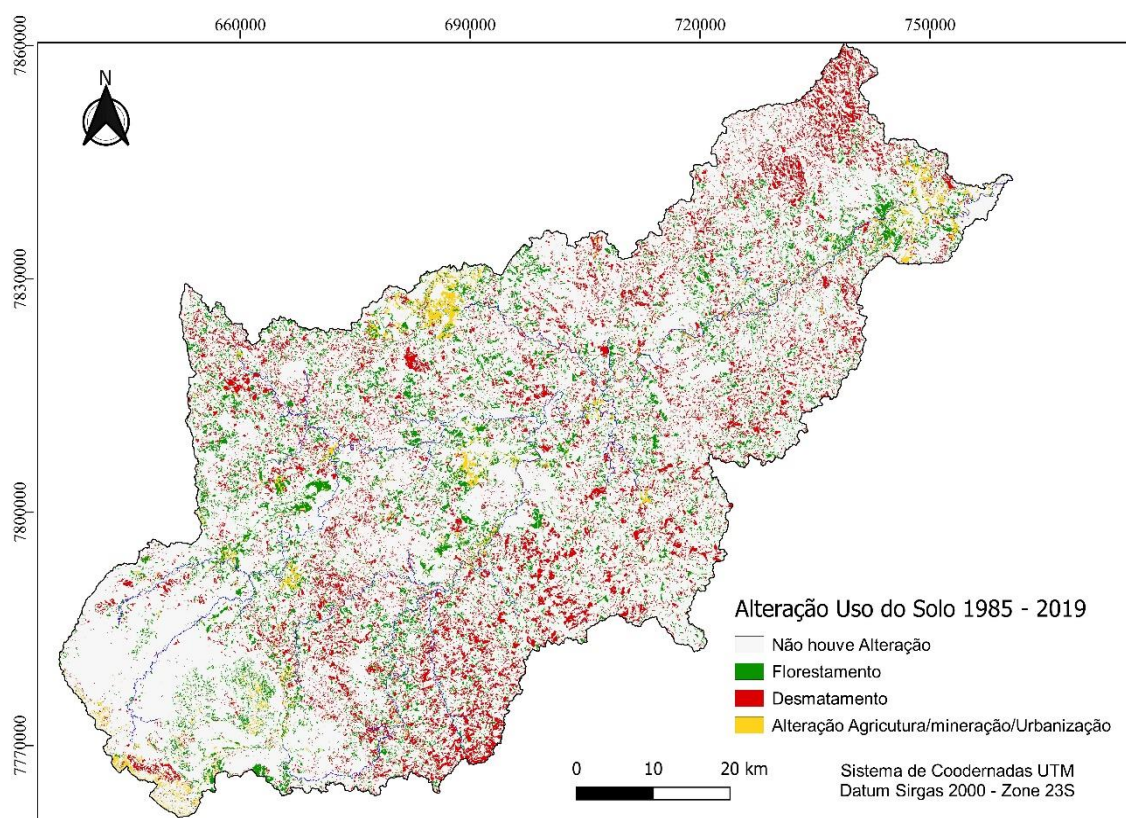 660000 690000 720000 750000
7860000
N
7830000
7800000
7770000
Alteração Uso do Solo 1985 - 2019
Não houve Alteração
Florestamento
Desmatamento
Alteração Agricutura/mineração/Urbanização
0 10 20 km
Sistema de Coodernadas UTM
Datum Sirgas 2000 - Zone 23S